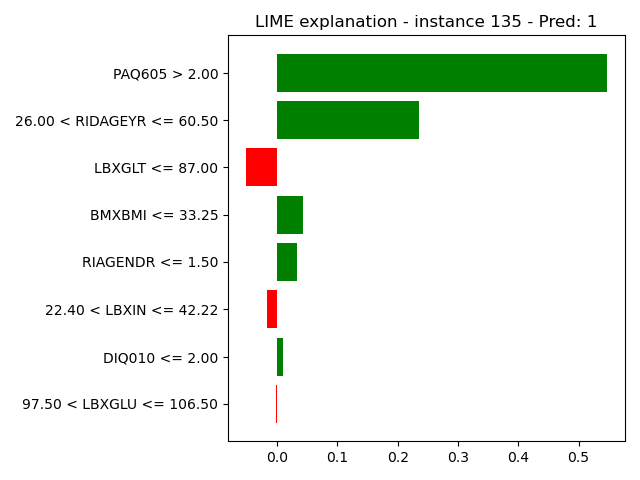 LIME explanation - instance 135 - Pred: 1
PAQ605 > 2.00
26.00 < RIDAGEYR <= 60.50
LBXGLT <= 87.00
BMXBMI <= 33.25
RIAGENDR <= 1.50
22.40 < LBXIN <= 42.22
DIQ010 <= 2.00
97.50 < LBXGLU <= 106.50
0.0 0.1 0.2 0.3 0.4 0.5